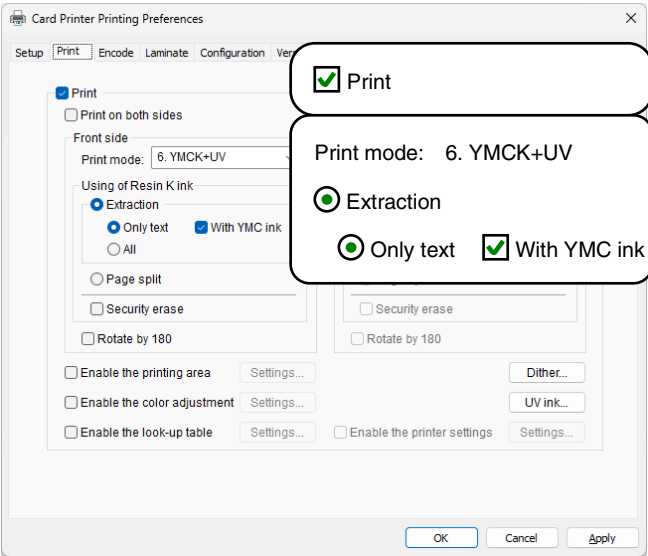 Card Printer Printing Preferences
Setup Print Encode Laminate Configuration
Print
Print
Print on both sides
Front side
Print mode: 6. YMCK+UV
Print mode: 6. YMCK+UV
Using of Resin K ink
Extraction
Extraction
Only text With YMC ink
Only text With YMC ink
All
Page split
Security erase Security erase
Rotate by 180 Rotate by 180
Enable the printing area Settings... Dither...
Enable the color adjustment Settings... UV ink...
Enable the look-up table Settings... Enable the printer settings Settings...
OK Cancel Apply